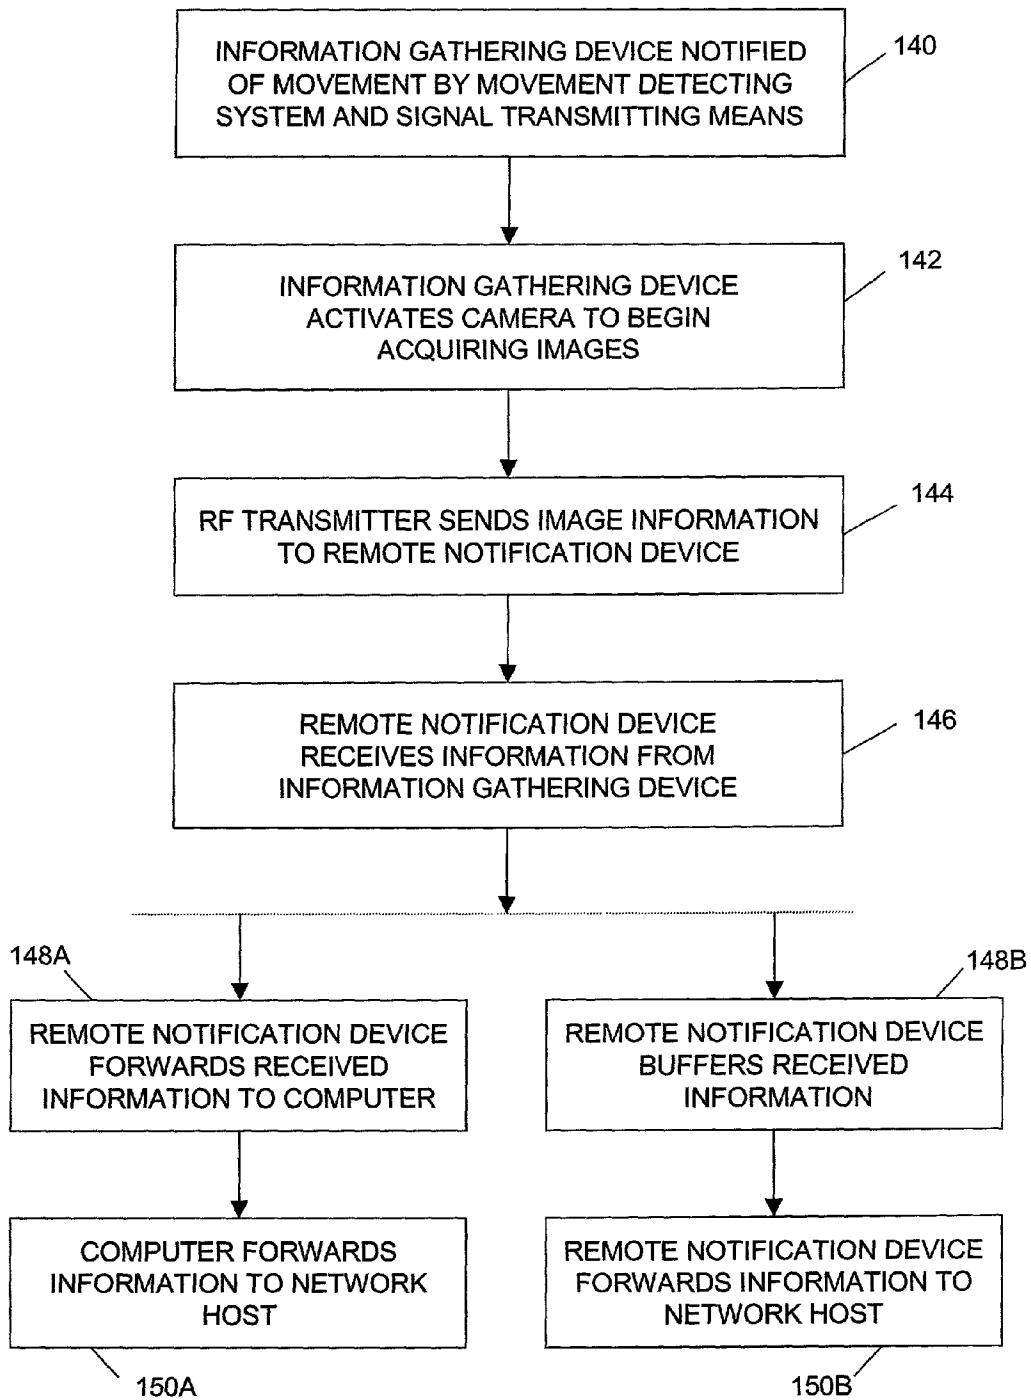 INFORMATION GATHERING DEVICE NOTIFIED
OF MOVEMENT BY MOVEMENT DETECTING
SYSTEM AND SIGNAL TRANSMITTING MEANS
140
INFORMATION GATHERING DEVICE
ACTIVATES CAMERA TO BEGIN
ACQUIRING IMAGES
142
RF TRANSMITTER SENDS IMAGE INFORMATION
TO REMOTE NOTIFICATION DEVICE
144
REMOTE NOTIFICATION DEVICE
RECEIVES INFORMATION FROM
INFORMATION GATHERING DEVICE
146
148A
REMOTE NOTIFICATION DEVICE
FORWARDS RECEIVED
INFORMATION TO COMPUTER
148B
REMOTE NOTIFICATION DEVICE
BUFFERS RECEIVED
INFORMATION
COMPUTER FORWARDS
INFORMATION TO NETWORK
HOST
150A
REMOTE NOTIFICATION DEVICE
FORWARDS INFORMATION TO
NETWORK HOST
150B